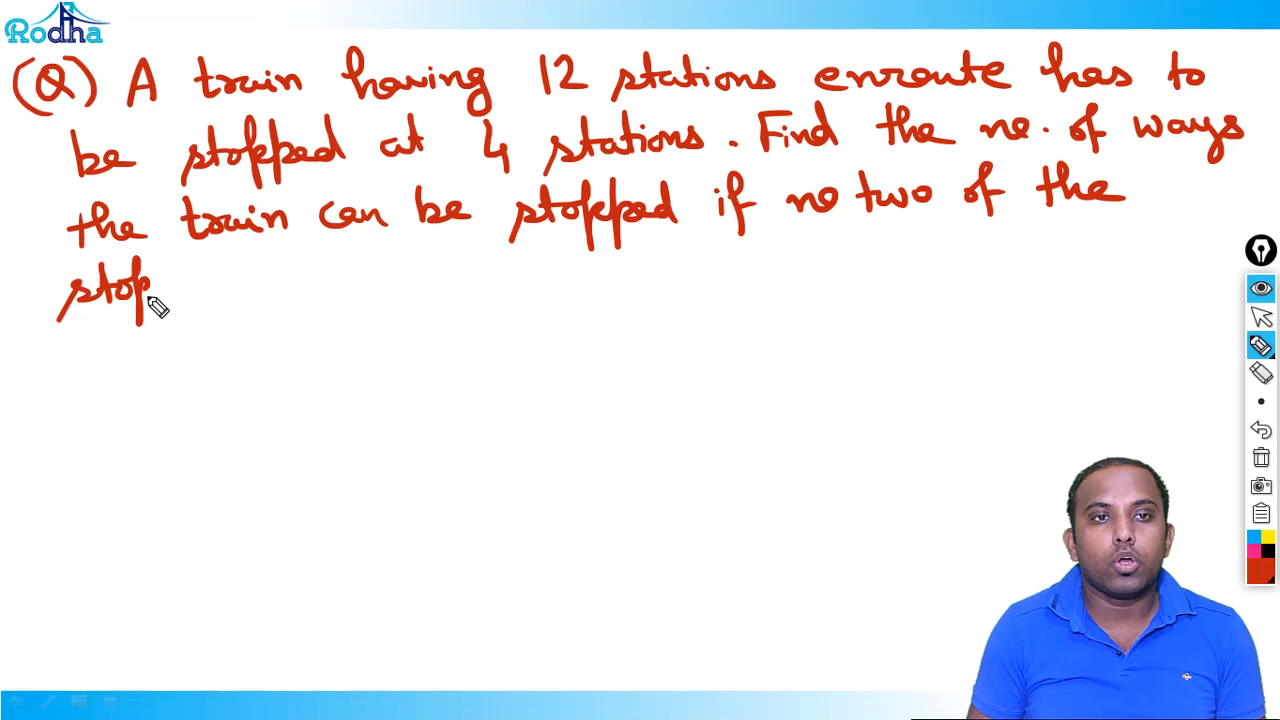 Rodha
(Q) A train having 12 stations enroute has to
be stopped at 4 stations. Find the no. of ways
the train can be stopped if no two of the
stop